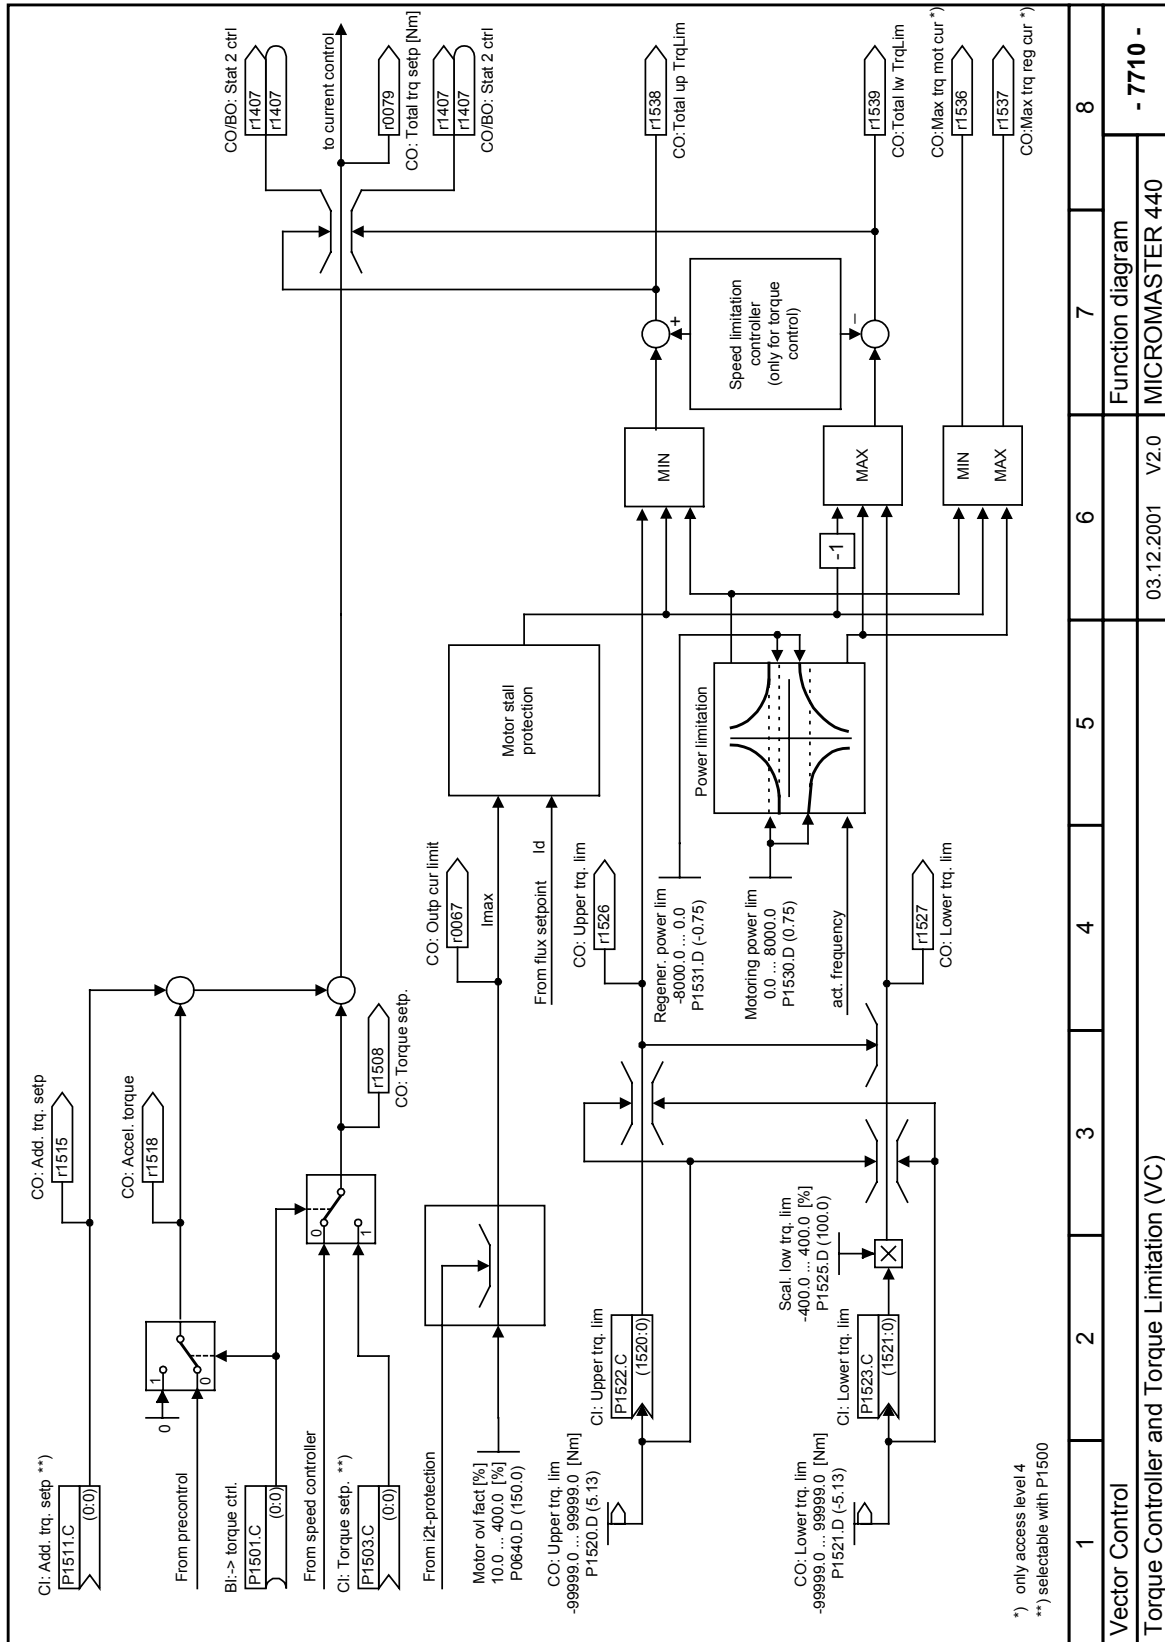 CI: Add. trq. setp **)
P1511.C
(0:0)
CO: Add. trq. setp
r1515
From precontrol
0
1
0
CO: Accel. torque
r1518
BI:-> torque ctrl.
P1501.C
(0:0)
From speed controller
CI: Torque setp. **)
P1503.C
(0:0)
0
1
r1508
CO: Torque setp.
CO/BO: Stat 2 ctrl
r1407
r1407
to current control
r0079
CO: Total trq setp [Nm]
r1407
r1407
CO/BO: Stat 2 ctrl
From i2t-protection
Motor ovl fact [%]
10.0 ... 400.0 [%]
P0640.D (150.0)
CO: Outp cur limit
r0067
Imax
From flux setpoint
Id
Motor stall
protection
CO: Upper trq. lim
-99999.0 ... 99999.0 [Nm]
P1520.D (5.13)
CI: Upper trq. lim
P1522.C
(1520:0)
CO: Upper trq. lim
r1526
Regener. power lim
-8000.0 ... 0.0
P1531.D (-0.75)
Motoring power lim
0.0 ... 8000.0
P1530.D (0.75)
act. frequency
Power limitation
MIN
r1538
CO:Total up TrqLim
+
Speed limitation
controller
(only for torque
control)
–
Scal. low trq. lim
-400.0 ... 400.0 [%]
P1525.D (100.0)
CO: Lower trq. lim
-99999.0 ... 99999.0 [Nm]
P1521.D (-5.13)
CI: Lower trq. lim
P1523.C
(1521:0)
r1527
CO: Lower trq. lim
-1
MAX
r1539
CO:Total lw TrqLim
MIN
MAX
CO:Max trq mot cur *)
r1536
r1537
CO:Max trq reg cur *)
*) only access level 4
**) selectable with P1500
1
2
3
4
5
6
7
8
Vector Control
Function diagram
- 7710 -
Torque Controller and Torque Limitation (VC)
03.12.2001
V2.0
MICROMASTER 440